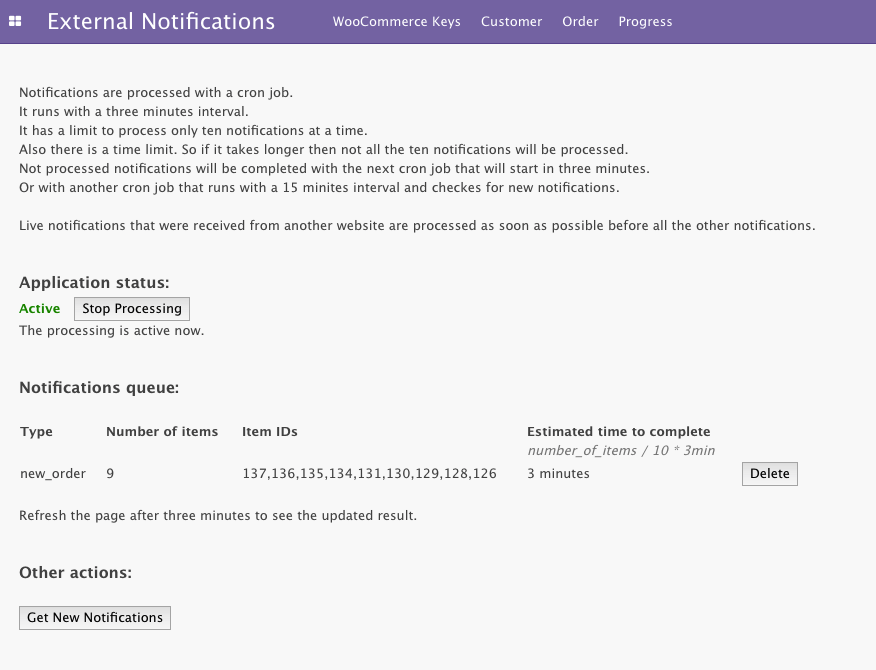 External Notifications WooCommerce Keys Customer Order Progress
Notifications are processed with a cron job.
It runs with a three minutes interval.
It has a limit to process only ten notifications at a time.
Also there is a time limit. So if it takes longer then not all the ten notifications will be processed.
Not processed notifications will be completed with the next cron job that will start in three minutes.
Or with another cron job that runs with a 15 minites interval and checkes for new notifications.
Live notifications that were received from another website are processed as soon as possible before all the other notifications.
Application status:
Active Stop Processing
The processing is active now.
Notifications queue:
Type Number of items Item IDs Estimated time to complete
number_of_items / 10 * 3min
new_order 9 137,136,135,134,131,130,129,128,126 3 minutes Delete
Refresh the page after three minutes to see the updated result.
Other actions:
Get New Notifications